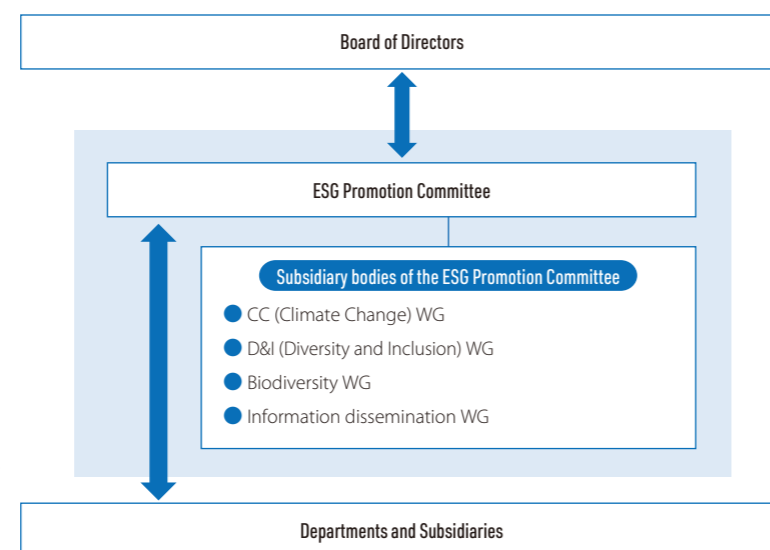 Board of Directors
ESG Promotion Committee
Subsidiary bodies of the ESG Promotion Committee
CC (Climate Change) WG
D&I (Diversity and Inclusion) WG
Biodiversity WG
Information dissemination WG
Departments and Subsidiaries